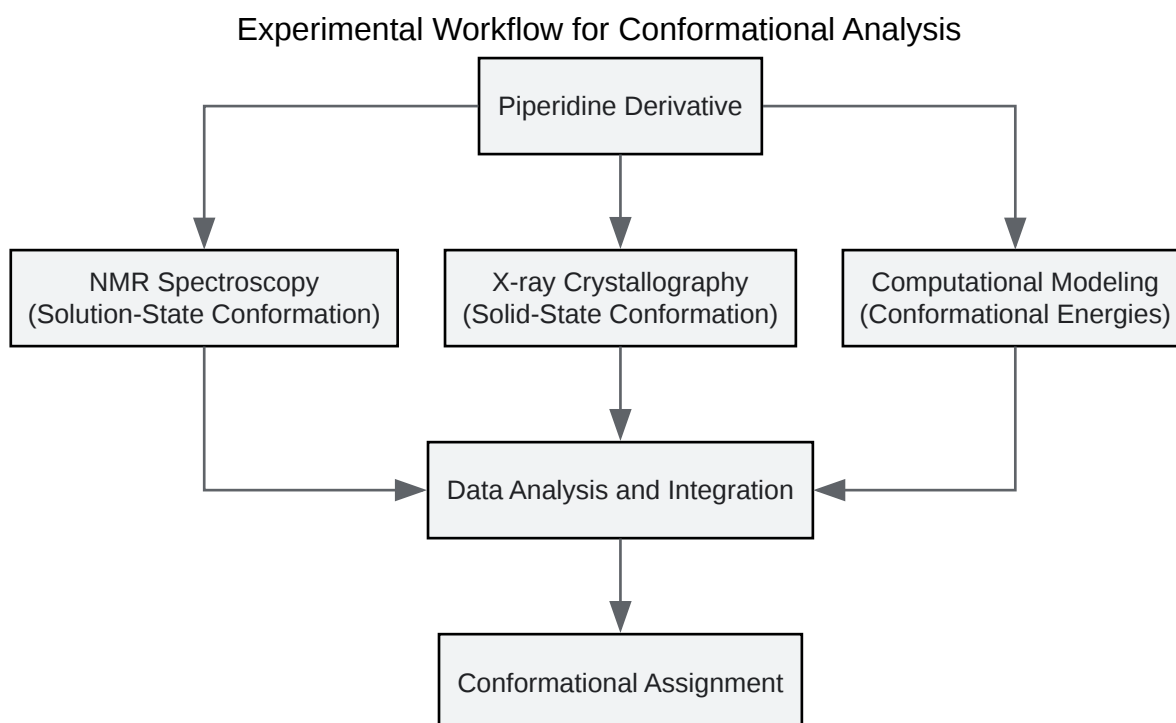 Experimental Workflow for Conformational Analysis
Piperidine Derivative
NMR Spectroscopy
(Solution-State Conformation)
X-ray Crystallography
(Solid-State Conformation)
Computational Modeling
(Conformational Energies)
Data Analysis and Integration
Conformational Assignment